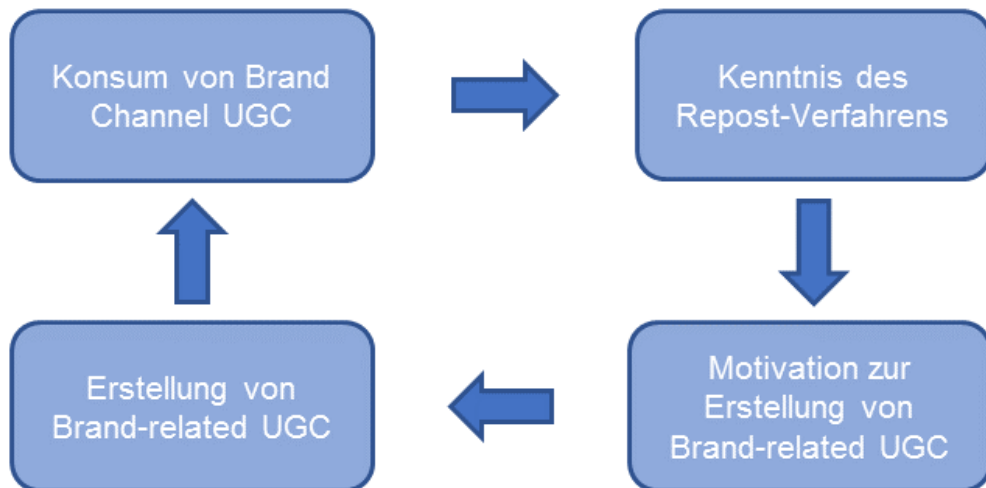 Konsum von Brand
Channel UGC
Kenntnis des
Repost-Verfahrens
Erstellung von
Brand-related UGC
Motivation zur
Erstellung von
Brand-related UGC